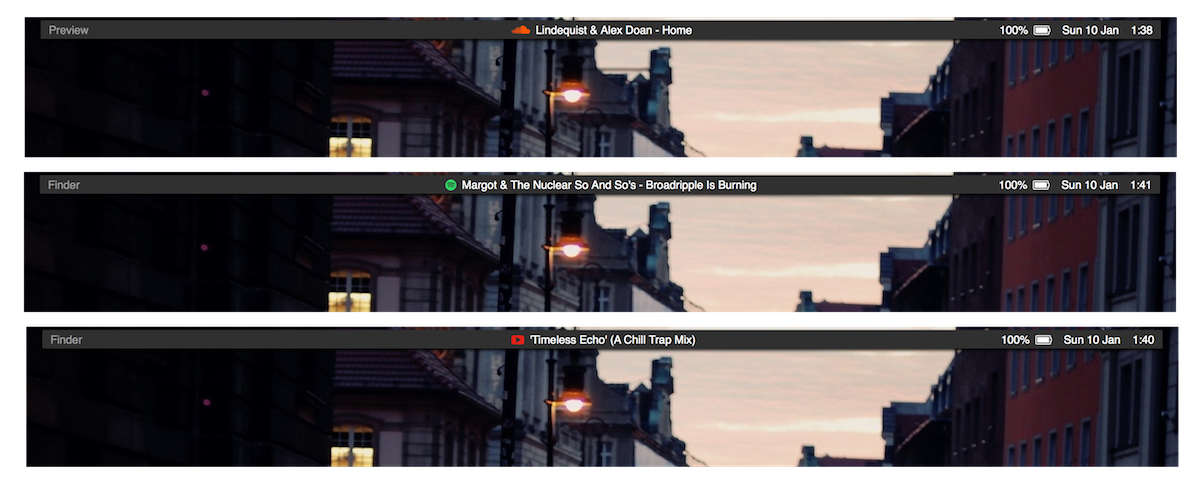 Preview Lindequist & Alex Doan - Home 100% Sun 10 Jan 1:38
Finder Margot & The Nuclear So And So's - Broadripple Is Burning 100% Sun 10 Jan 1:41
Finder 'Timeless Echo' (A Chill Trap Mix) 100% Sun 10 Jan 1:40